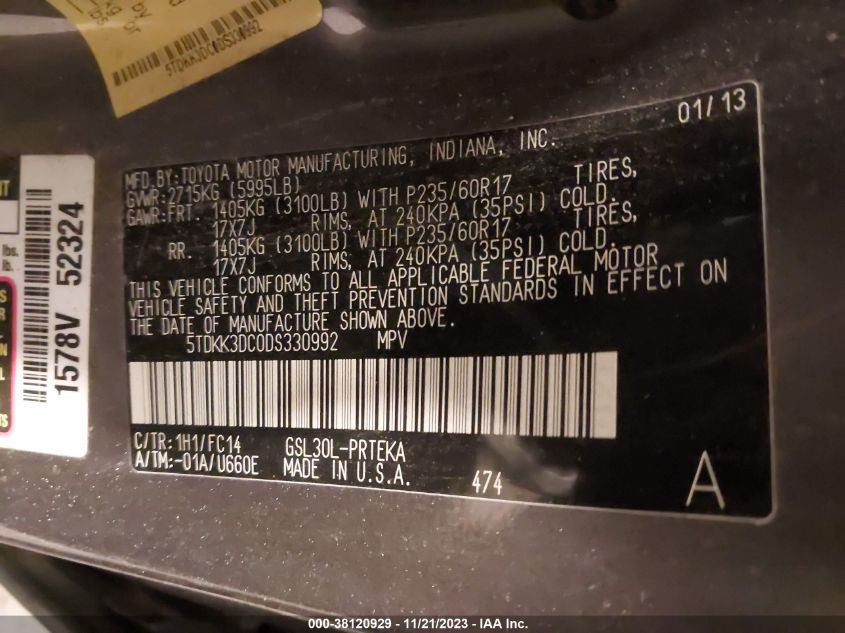 5TDKK3DC0DS330992
01/13
MFD.BY:TOYOTA MOTOR MANUFACTURING, INDIANA, INC.
GVWR:2715KG (5995LB)
GAWR:FRT. 1405KG (3100LB) WITH P235/60R17 TIRES,
17X7J RIMS, AT 240KPA (35PSI) COLD.
RR. 1405KG (3100LB) WITH P235/60R17 TIRES,
17X7J RIMS, AT 240KPA (35PSI) COLD.
THIS VEHICLE CONFORMS TO ALL APPLICABLE FEDERAL MOTOR
VEHICLE SAFETY AND THEFT PREVENTION STANDARDS IN EFFECT ON
THE DATE OF MANUFACTURE SHOWN ABOVE.
5TDKK3DC0DS330992 MPV
C/TR:1H1/FC14 GSL30L-PRTEKA
A/TM:-01A/U660E MADE IN U.S.A.
474
A
1578V 52324
lbs.
lb.
000-38120929 - 11/21/2023 - IAA Inc.